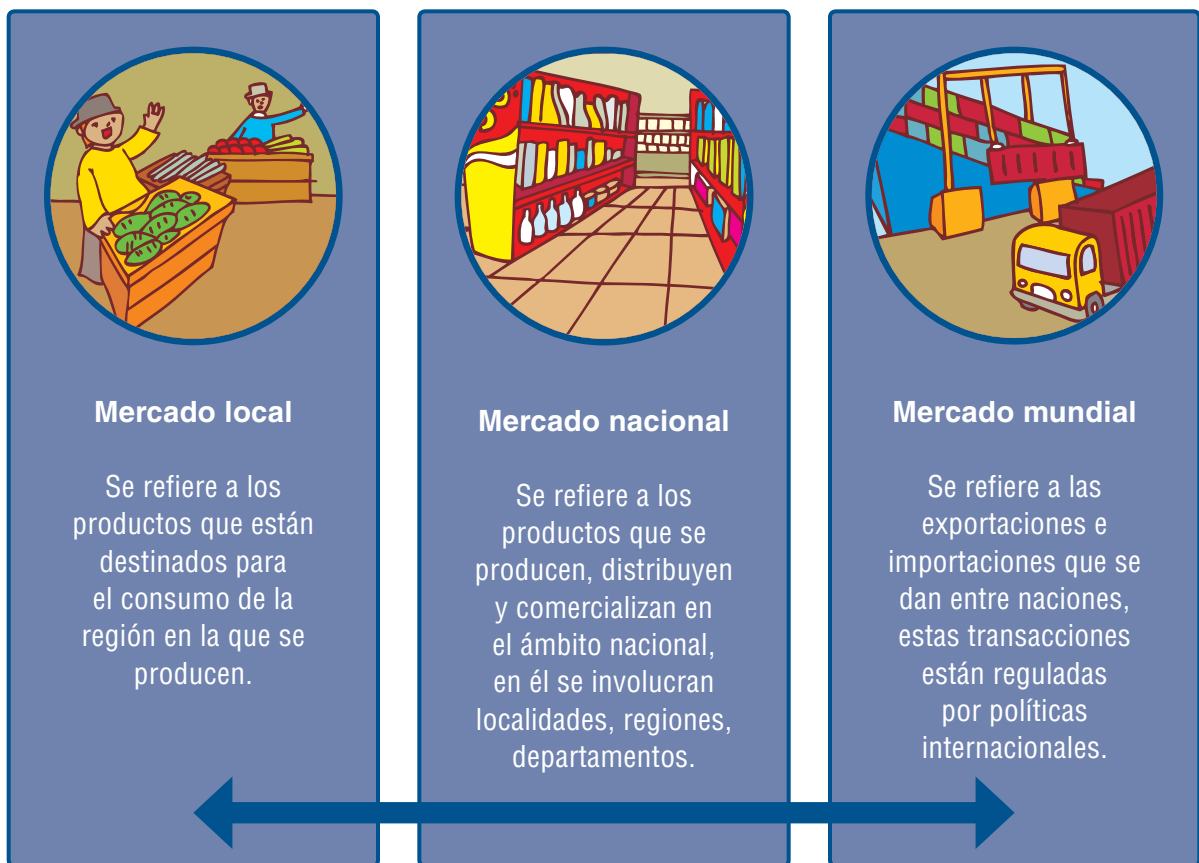 Mercado local
Se refiere a los
productos que están
destinados para
el consumo de la
región en la que se
producen.
Mercado nacional
Se refiere a los
productos que se
producen, distribuyen
y comercializan en
el ámbito nacional,
en él se involucran
localidades, regiones,
departamentos.
Mercado mundial
Se refiere a las
exportaciones e
importaciones que se
dan entre naciones,
estas transacciones
están reguladas
por políticas
internacionales.